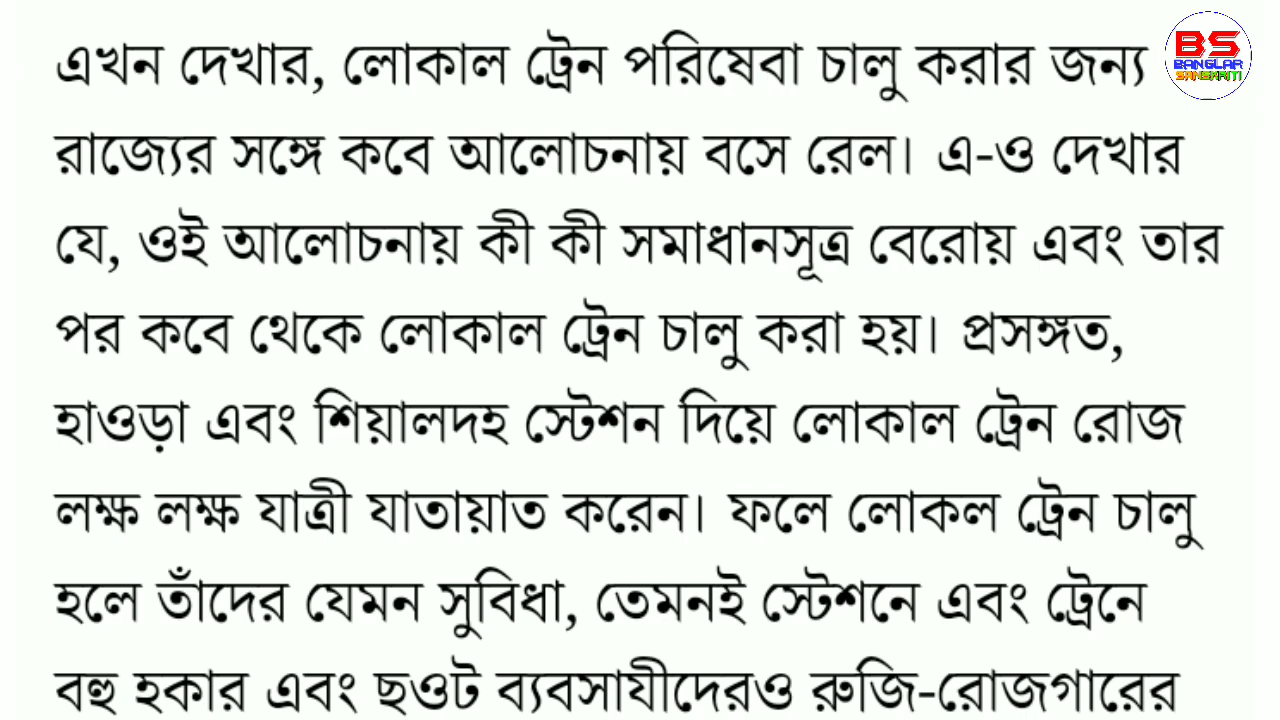 এখন দেখার, লোকাল ট্রেন পরিষেবা চালু করার জন্য
রাজ্যের সঙ্গে কবে আলোচনায় বসে রেল। এ-ও দেখার
যে, ওই আলোচনায় কী কী সমাধানসূত্র বেরোয় এবং তার
পর কবে থেকে লোকাল ট্রেন চালু করা হয়। প্রসঙ্গত,
হাওড়া এবং শিয়ালদহ স্টেশন দিয়ে লোকাল ট্রেন রোজ
লক্ষ লক্ষ যাত্রী যাতায়াত করেন। ফলে লোকল ট্রেন চালু
হলে তাঁদের যেমন সুবিধা, তেমনই স্টেশনে এবং ট্রেনে
বহু হকার এবং ছওট ব্যবসাযীদেরও রুজি-রোজগারের
BS
BANGLAR
SANSKRITI